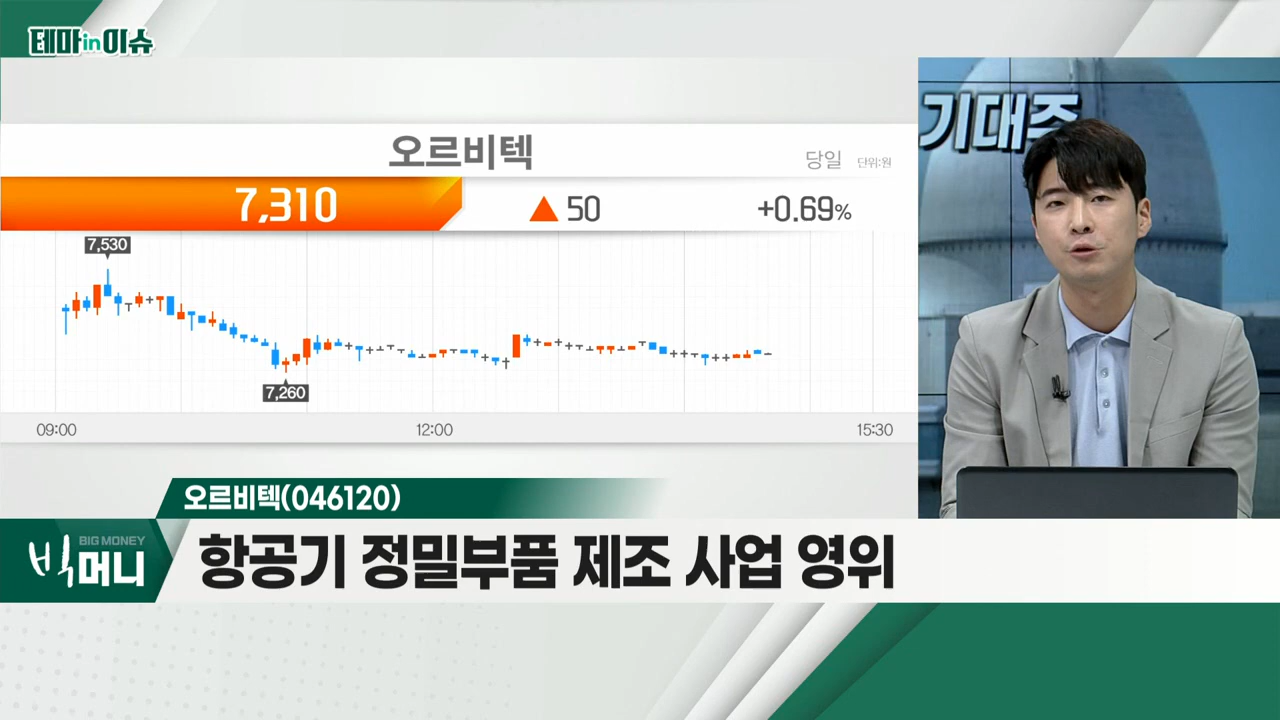 테마in이슈
기대주
오르비텍
당일 단위:원
7,310 ▲50 +0.69%
7,530
7,260
09:00 12:00 15:30
오르비텍(046120)
BIG MONEY
빅머니
항공기 정밀부품 제조 사업 영위